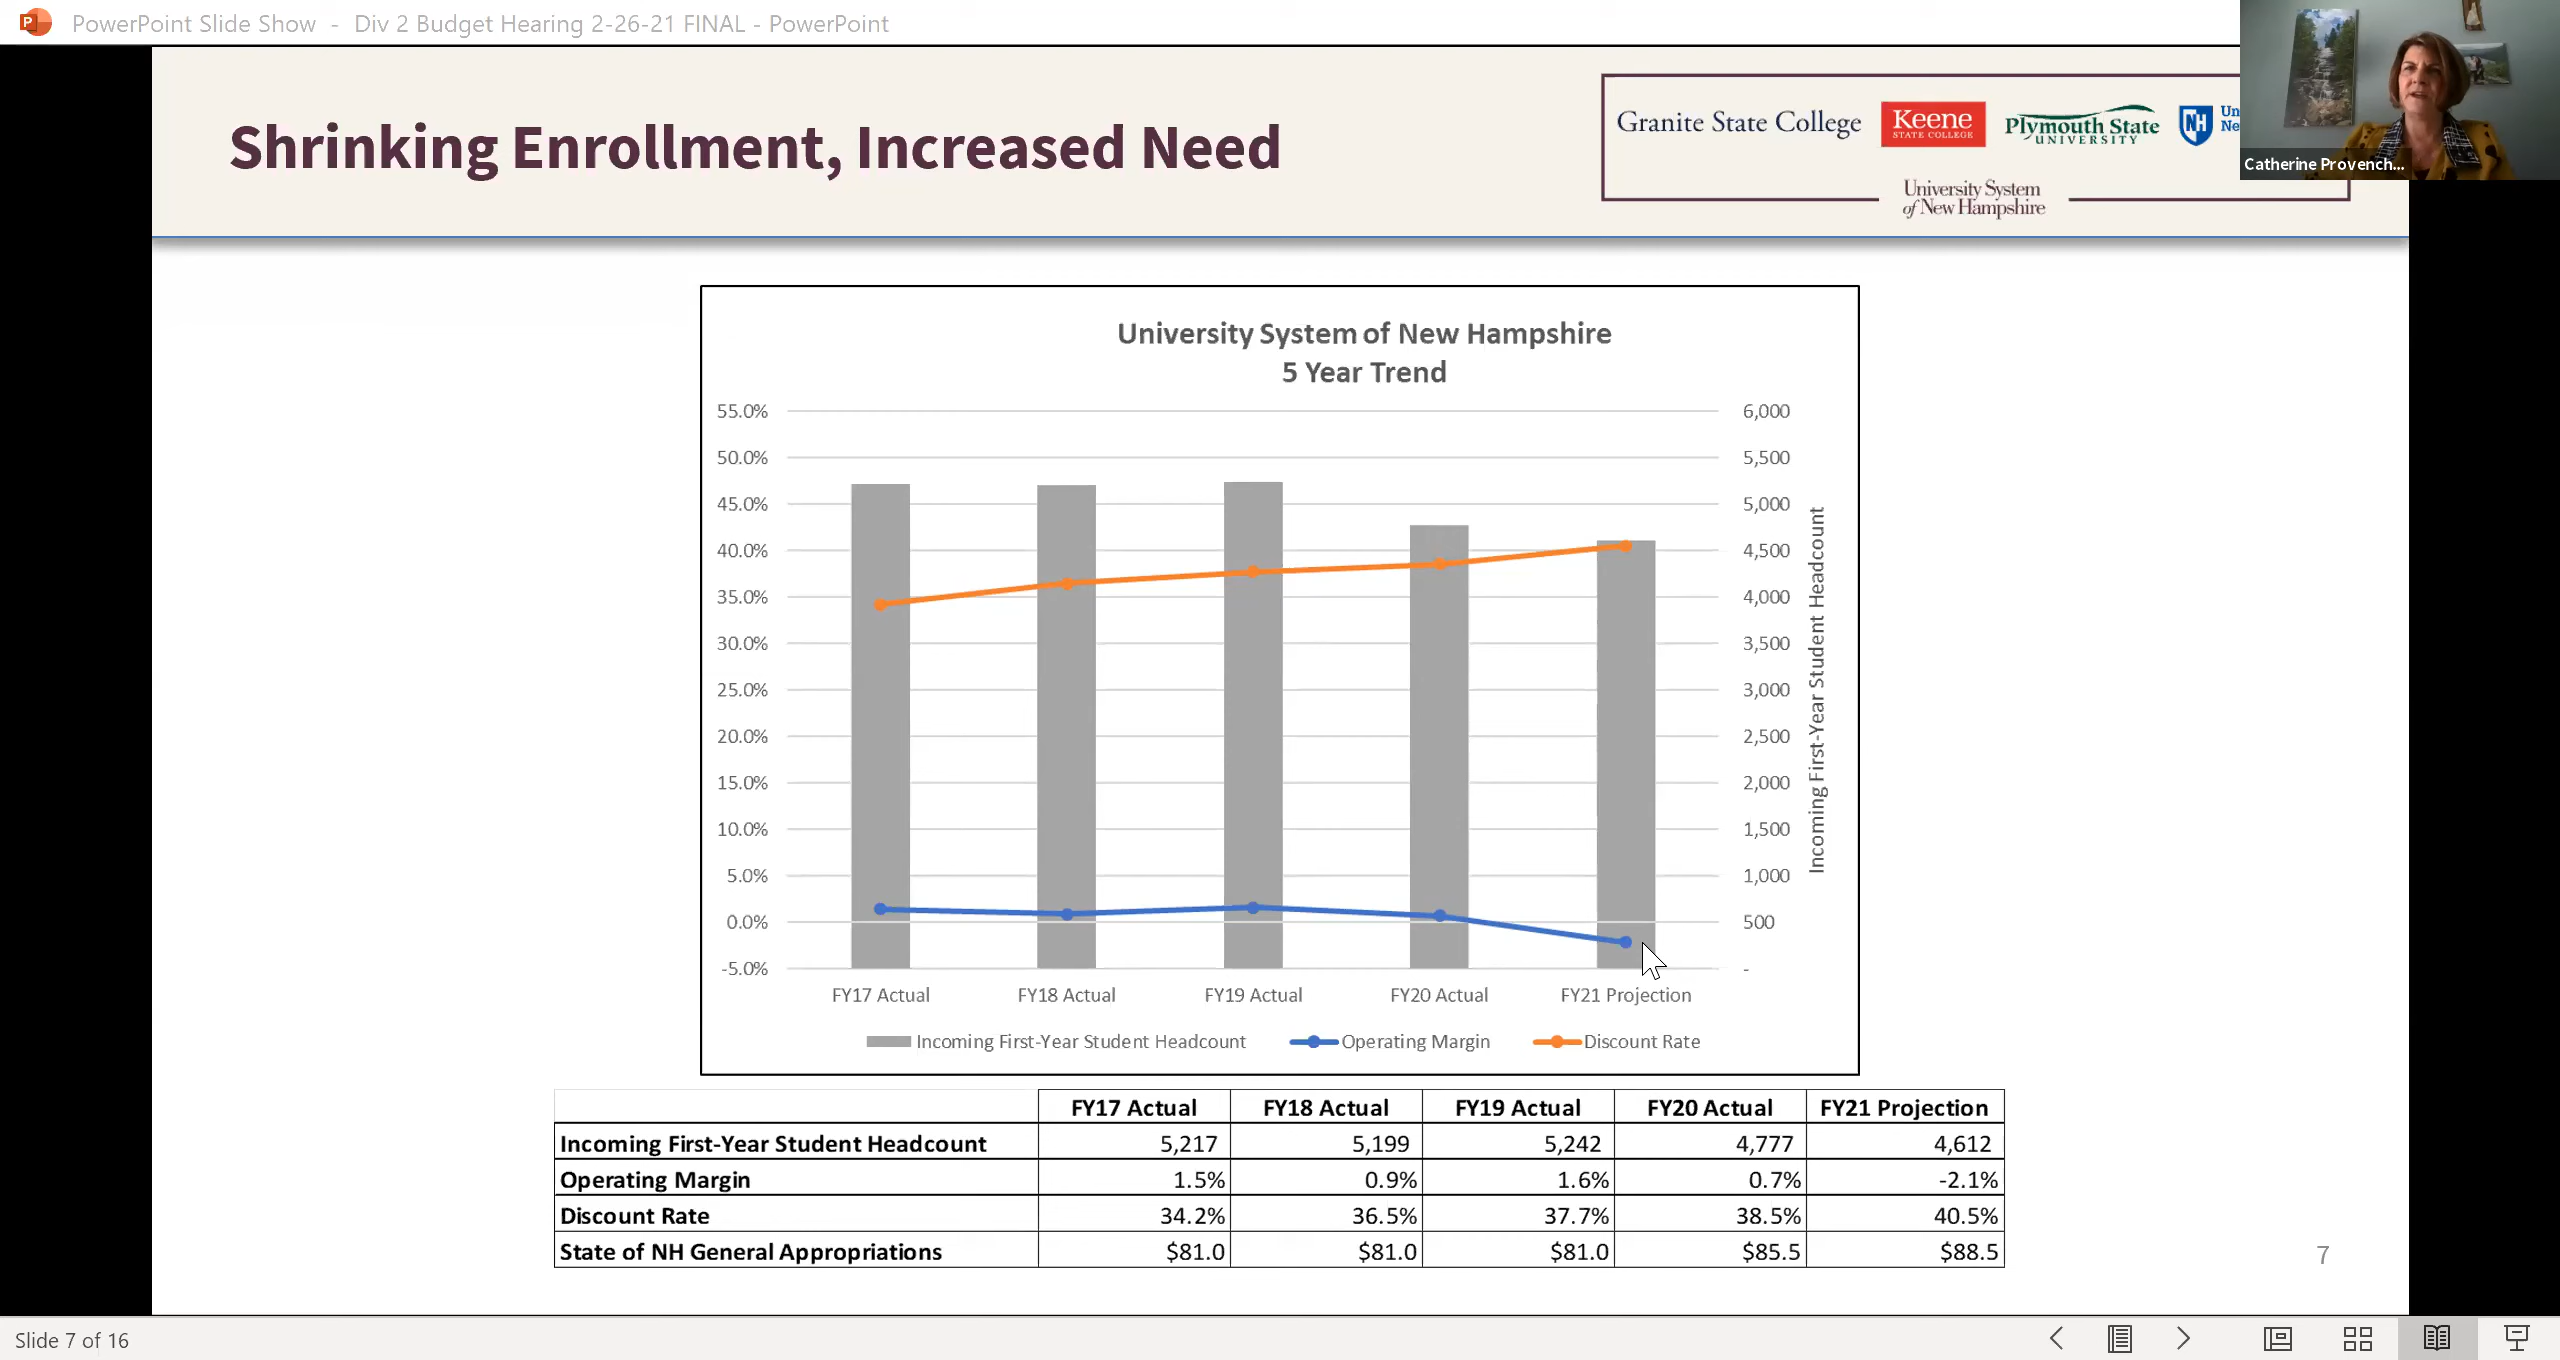 PowerPoint Slide Show - Div 2 Budget Hearing 2-26-21 FINAL - PowerPoint
Shrinking Enrollment, Increased Need
Granite State College
Keene
STATE COLLEGE
Plymouth State
UNIVERSITY
NH
Un
Ne
University System
of New Hampshire
Catherine Provench...
University System of New Hampshire
5 Year Trend
55.0% 6,000
50.0% 5,500
45.0% 5,000
40.0% 4,500
35.0% 4,000
30.0% 3,500
25.0% 3,000
20.0% 2,500
15.0% 2,000
10.0% 1,500
5.0% 1,000
0.0% 500
-5.0% -
Incoming First-Year Student Headcount
FY17 Actual FY18 Actual FY19 Actual FY20 Actual FY21 Projection
Incoming First-Year Student Headcount Operating Margin Discount Rate
FY17 Actual FY18 Actual FY19 Actual FY20 Actual FY21 Projection
Incoming First-Year Student Headcount 5,217 5,199 5,242 4,777 4,612
Operating Margin 1.5% 0.9% 1.6% 0.7% -2.1%
Discount Rate 34.2% 36.5% 37.7% 38.5% 40.5%
State of NH General Appropriations $81.0 $81.0 $81.0 $85.5 $88.5
7
Slide 7 of 16